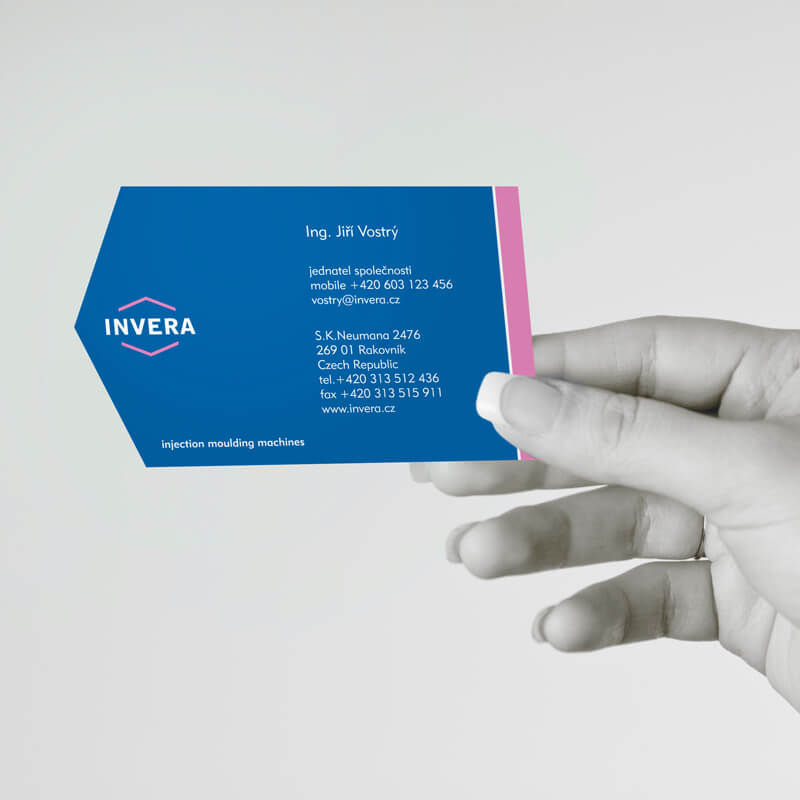 Ing. Jiří Vostrý
jednatel společnosti
mobile +420 603 123 456
vostry@invera.cz
INVERA
S.K.Neumana 2476
269 01 Rakovník
Czech Republic
tel.+420 313 512 436
fax +420 313 515 911
www.invera.cz
injection moulding machines